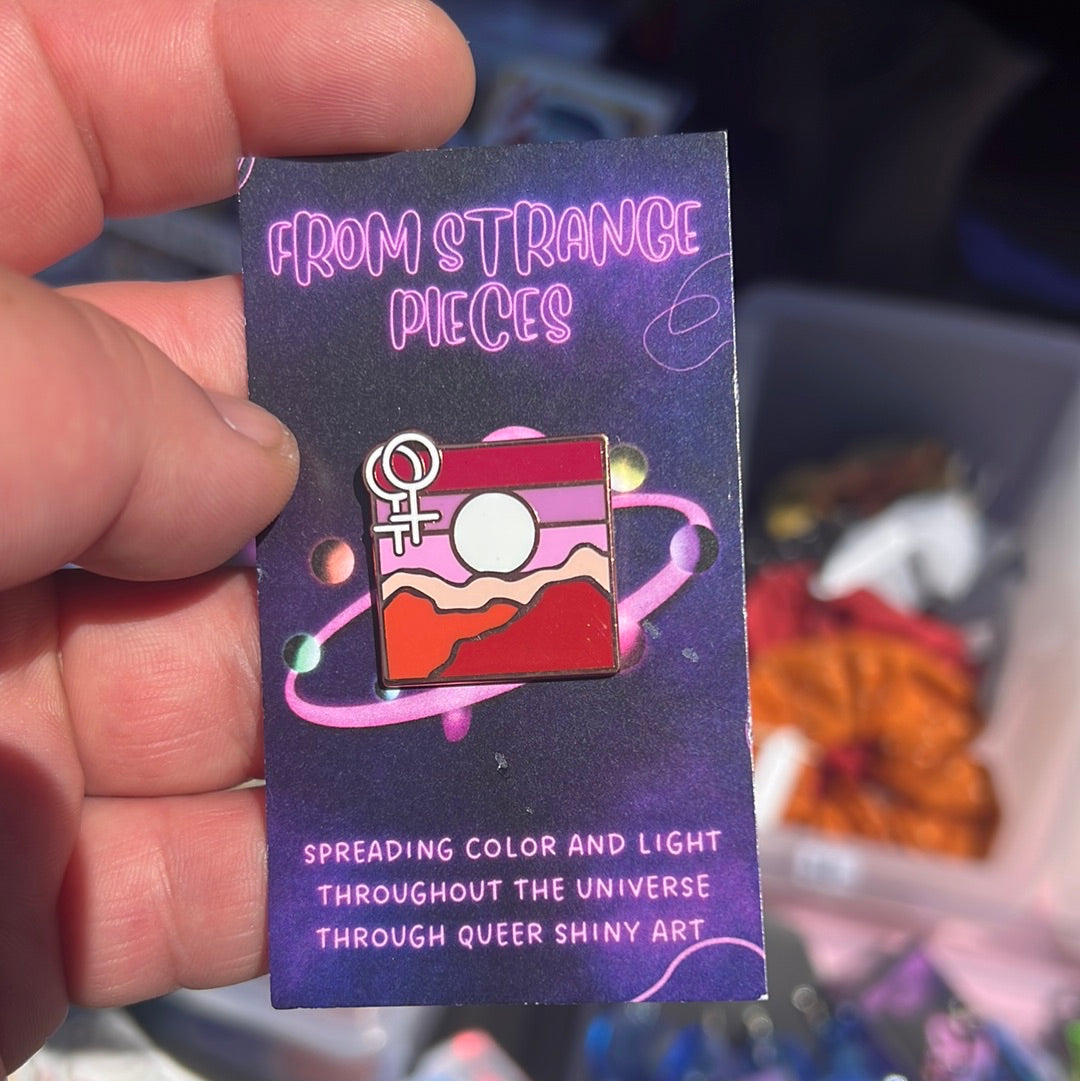 FROM STRANGE
PIECES
SPREADING COLOR AND LIGHT
THROUGHOUT THE UNIVERSE
THROUGH QUEER SHINY ART